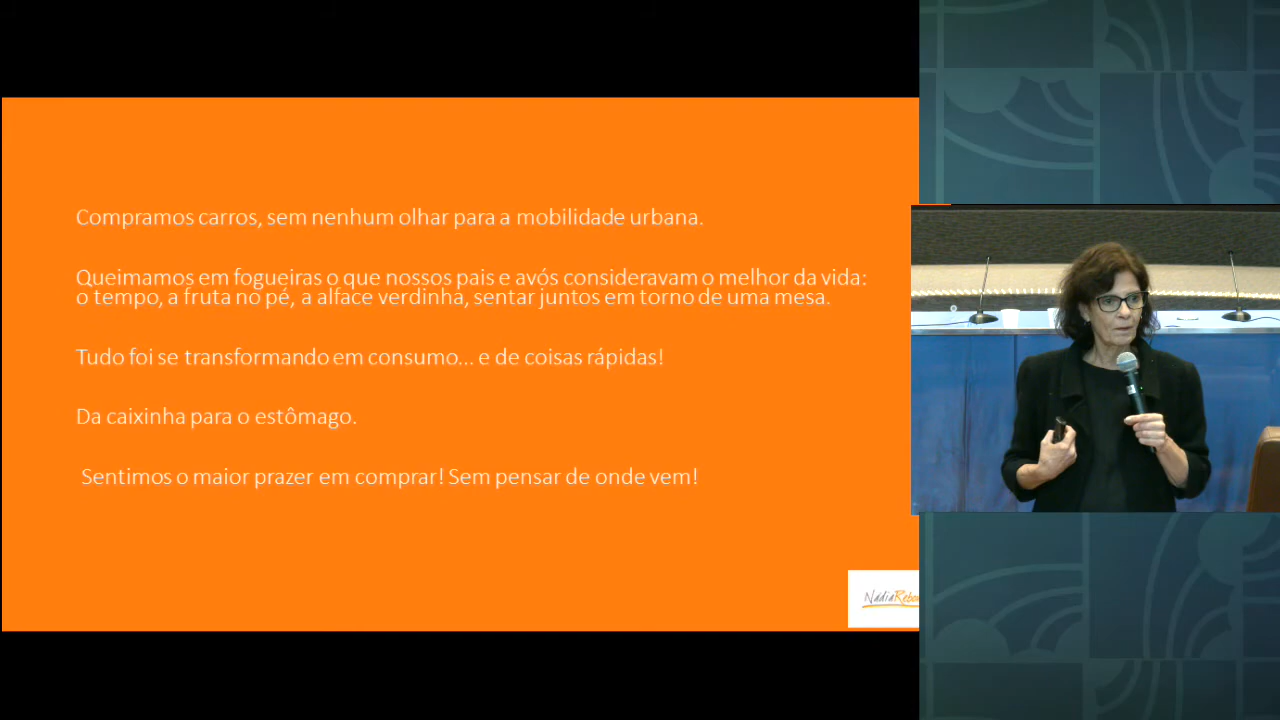 Compramos carros, sem nenhum olhar para a mobilidade urbana.
Queimamos em fogueiras o que nossos pais e avós consideravam o melhor da vida:
o tempo, a fruta no pé, a alface verdinha, sentar juntos em torno de uma mesa.
Tudo foi se transformando em consumo... e de coisas rápidas!
Da caixinha para o estômago.
Sentimos o maior prazer em comprar! Sem pensar de onde vem!
Nádia